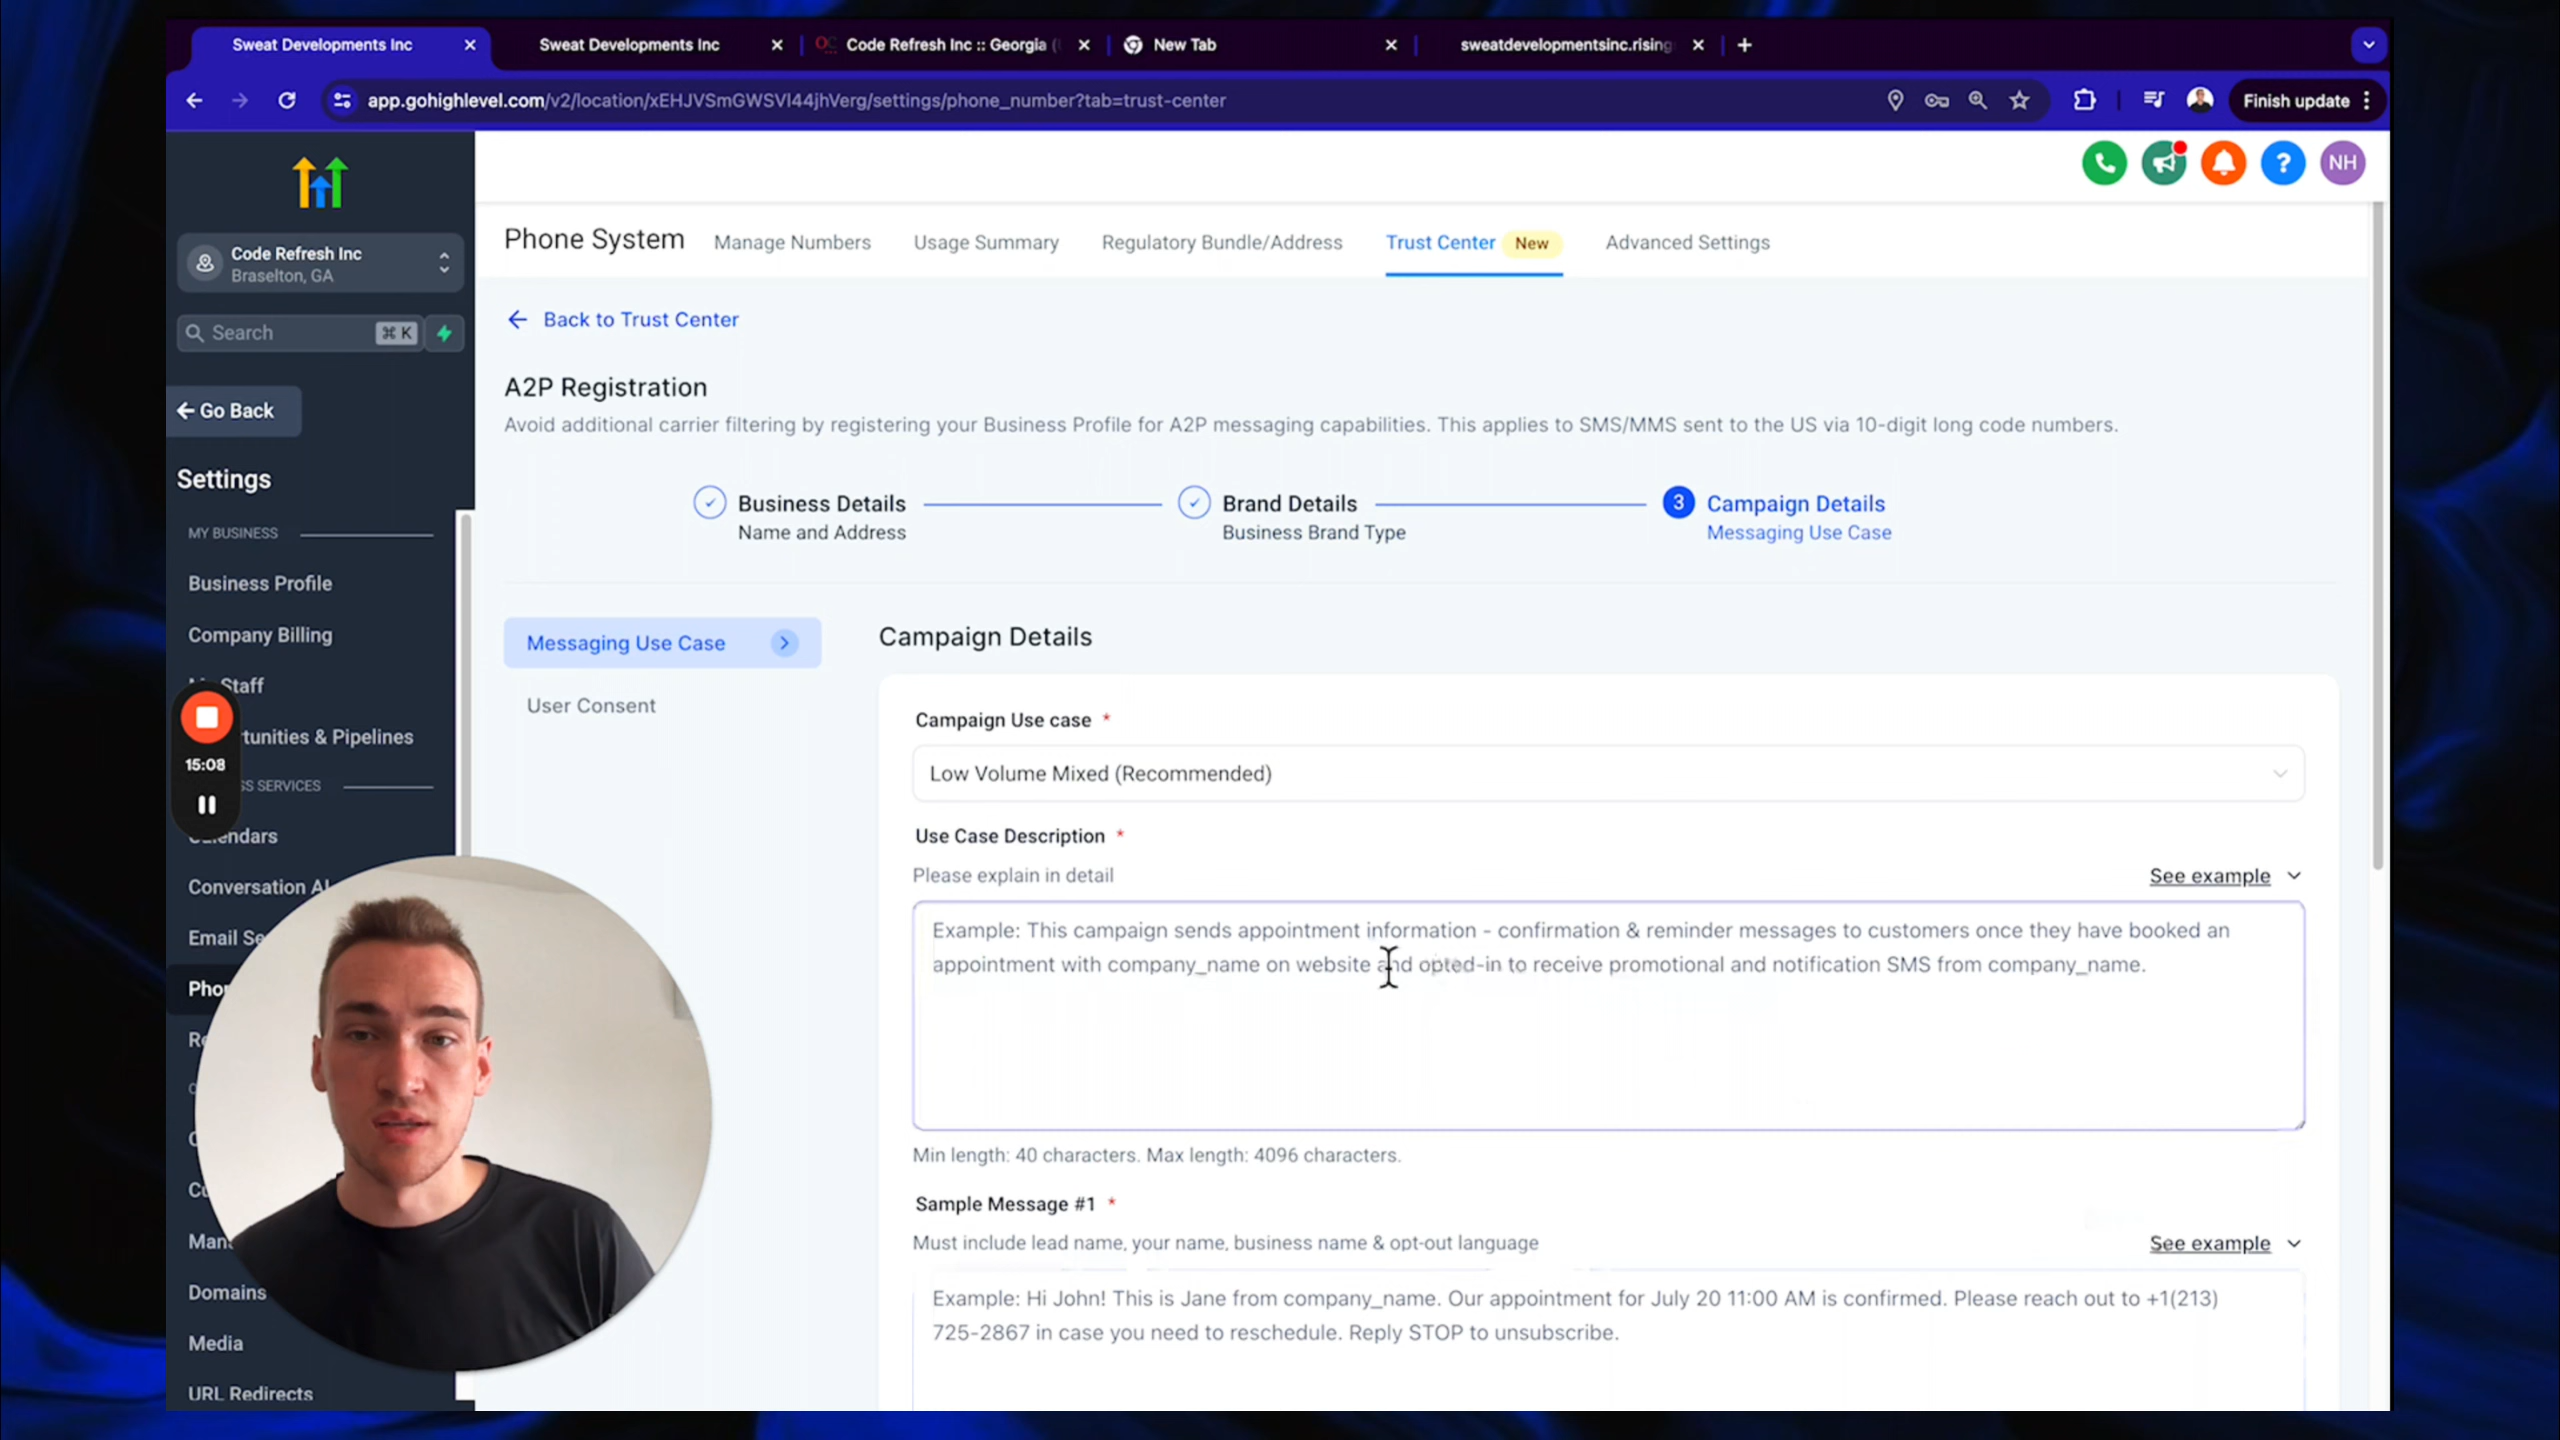 Sweat Developments Inc
Sweat Developments Inc
Code Refresh Inc :: Georgia (
New Tab
sweatdevelopmentsinc.rising
app.gohighlevel.com/v2/location/xEHJVSmGWSVI44jhVerg/settings/phone_number?tab=trust-center
Finish update
NH
Code Refresh Inc
Braselton, GA
Search
⌘ K
Go Back
Settings
MY BUSINESS
Business Profile
Company Billing
Staff
tunities & Pipelines
15:08
SS SERVICES
endars
Conversation AI
Email Se
Pho
Re
C
Cu
Man
Domains
Media
URL Redirects
Phone System
Manage Numbers
Usage Summary
Regulatory Bundle/Address
Trust Center
New
Advanced Settings
Back to Trust Center
A2P Registration
Avoid additional carrier filtering by registering your Business Profile for A2P messaging capabilities. This applies to SMS/MMS sent to the US via 10-digit long code numbers.
Business Details
Name and Address
Brand Details
Business Brand Type
3
Campaign Details
Messaging Use Case
Messaging Use Case
User Consent
Campaign Details
Campaign Use case *
Low Volume Mixed (Recommended)
Use Case Description *
Please explain in detail
See example
Example: This campaign sends appointment information - confirmation & reminder messages to customers once they have booked an
appointment with company_name on website and opted-in to receive promotional and notification SMS from company_name.
Min length: 40 characters. Max length: 4096 characters.
Sample Message #1 *
Must include lead name, your name, business name & opt-out language
See example
Example: Hi John! This is Jane from company_name. Our appointment for July 20 11:00 AM is confirmed. Please reach out to +1(213)
725-2867 in case you need to reschedule. Reply STOP to unsubscribe.